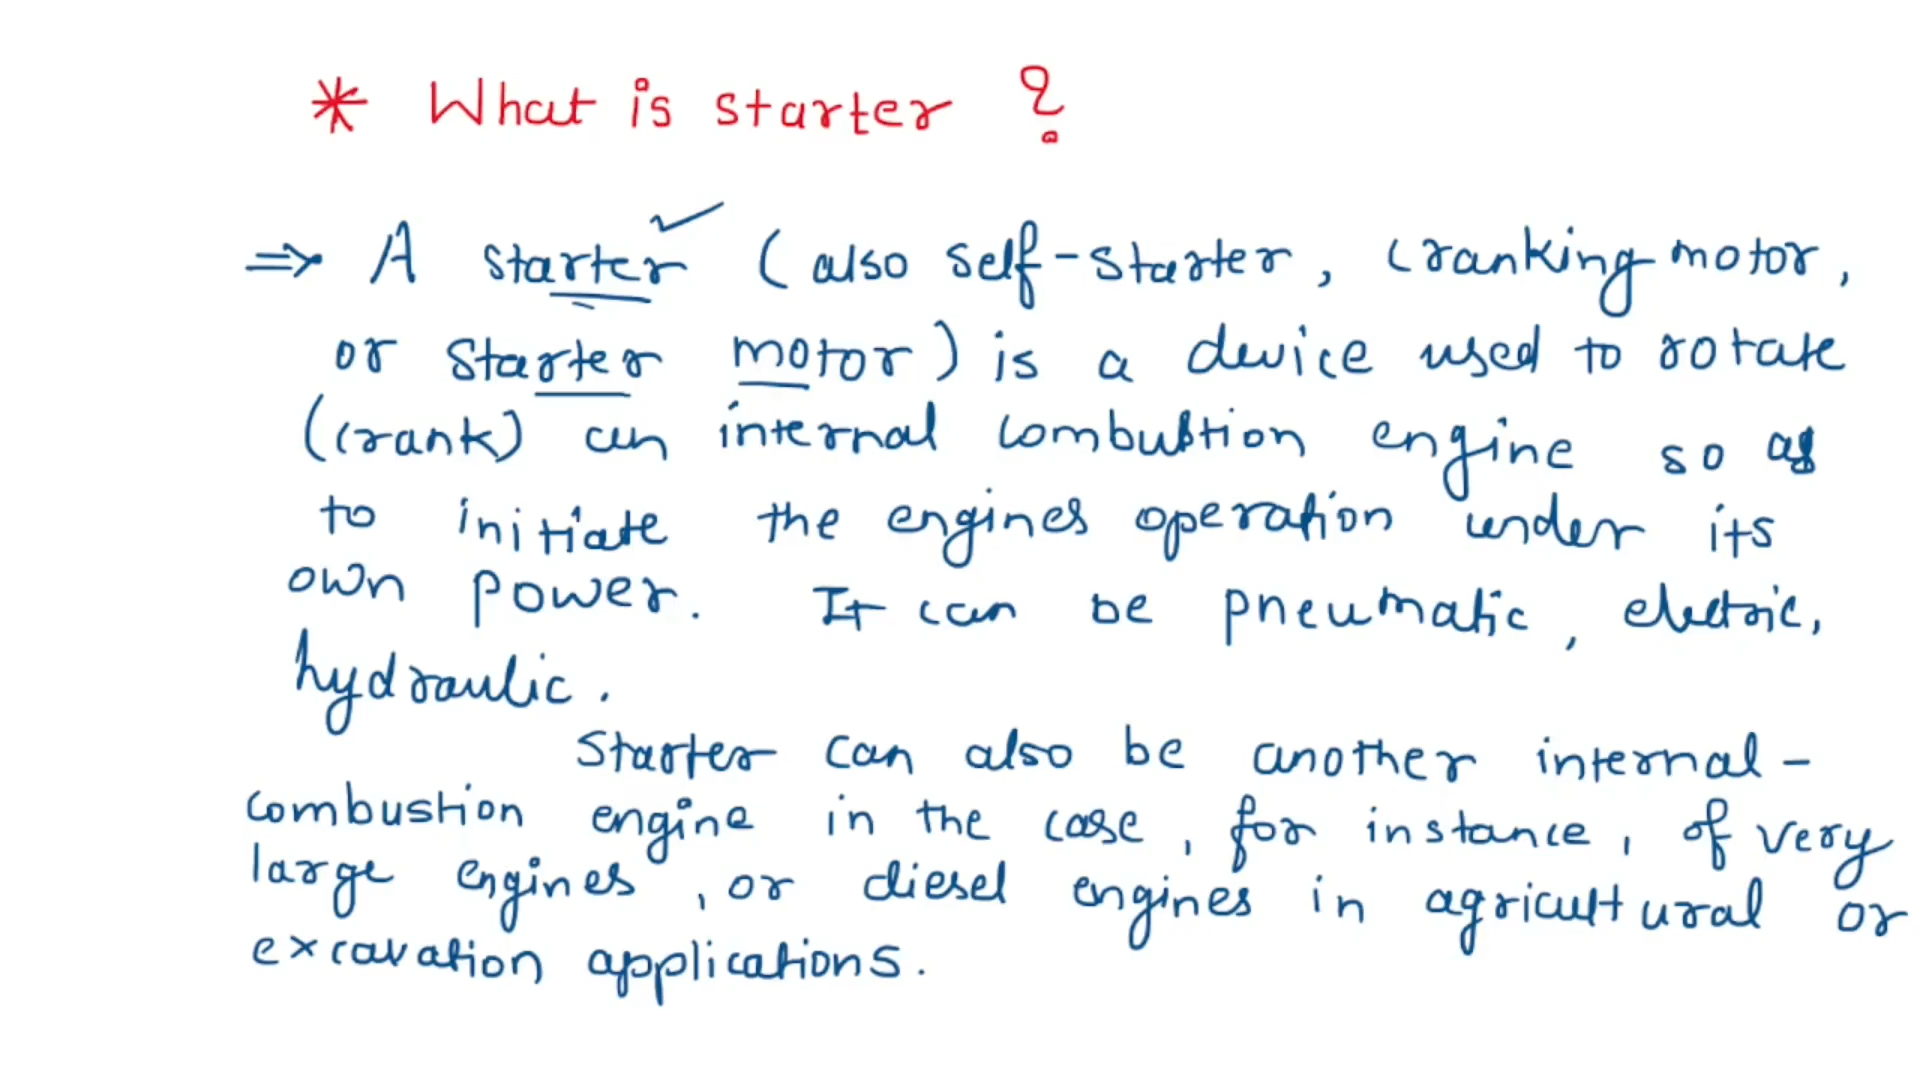 * What is starter ?
⇒ A starter (also self-starter, cranking motor,
or starter motor) is a device used to rotate
(crank) an internal combustion engine so as
to initiate the engines operation under its
own power. It can be pneumatic, electric,
hydraulic.
Starter can also be another internal-
combustion engine in the case, for instance, of very
large engines, or diesel engines in agricultural or
excavation applications.